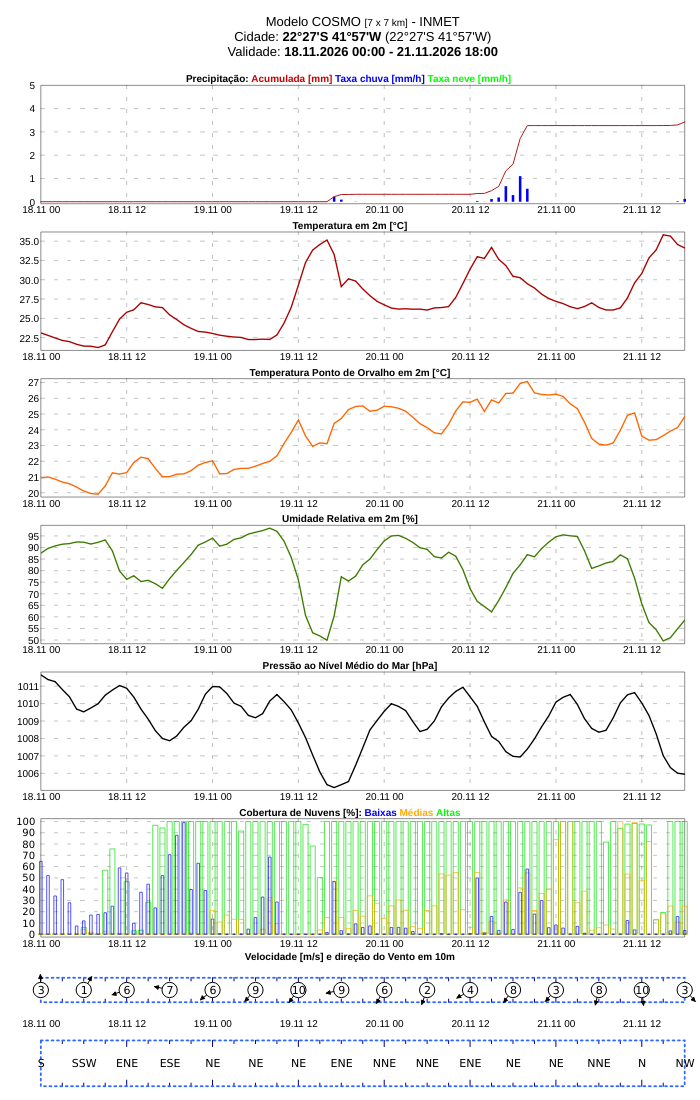 Modelo COSMO [7 x 7 km] - INMET
Cidade: 22°27'S 41°57'W (22°27'S 41°57'W)
Validade: 18.11.2026 00:00 - 21.11.2026 18:00
Precipitação: Acumulada [mm] Taxa chuva [mm/h] Taxa neve [mm/h]
5
4
3
2
1
0
18.11 00 18.11 12 19.11 00 19.11 12 20.11 00 20.11 12 21.11 00 21.11 12
Temperatura em 2m [°C]
35.0
32.5
30.0
27.5
25.0
22.5
18.11 00 18.11 12 19.11 00 19.11 12 20.11 00 20.11 12 21.11 00 21.11 12
Temperatura Ponto de Orvalho em 2m [°C]
27
26
25
24
23
22
21
20
18.11 00 18.11 12 19.11 00 19.11 12 20.11 00 20.11 12 21.11 00 21.11 12
Umidade Relativa em 2m [%]
95
90
85
80
75
70
65
60
55
50
18.11 00 18.11 12 19.11 00 19.11 12 20.11 00 20.11 12 21.11 00 21.11 12
Pressão ao Nível Médio do Mar [hPa]
1011
1010
1009
1008
1007
1006
18.11 00 18.11 12 19.11 00 19.11 12 20.11 00 20.11 12 21.11 00 21.11 12
Cobertura de Nuvens [%]: Baixas Médias Altas
100
90
80
70
60
50
40
30
20
10
0
18.11 00 18.11 12 19.11 00 19.11 12 20.11 00 20.11 12 21.11 00 21.11 12
Velocidade [m/s] e direção do Vento em 10m
3 1 6 7 6 9 10 9 6 2 4 8 3 8 10 3
18.11 00 18.11 12 19.11 00 19.11 12 20.11 00 20.11 12 21.11 00 21.11 12
S SSW ENE ESE NE NE NE ENE NNE NNE ENE NE NE NNE N NW